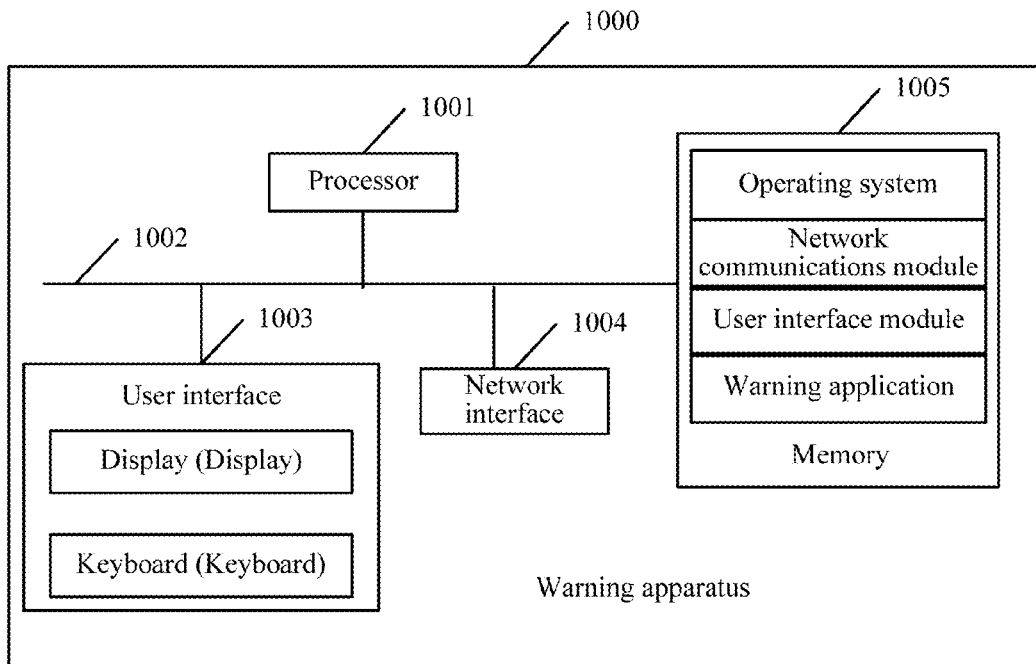 1000
1001
1005
Processor
Operating system
Network
communications module
User interface module
Warning application
Memory
1002
1003
1004
User interface
Display (Display)
Keyboard (Keyboard)
Network
interface
Warning apparatus